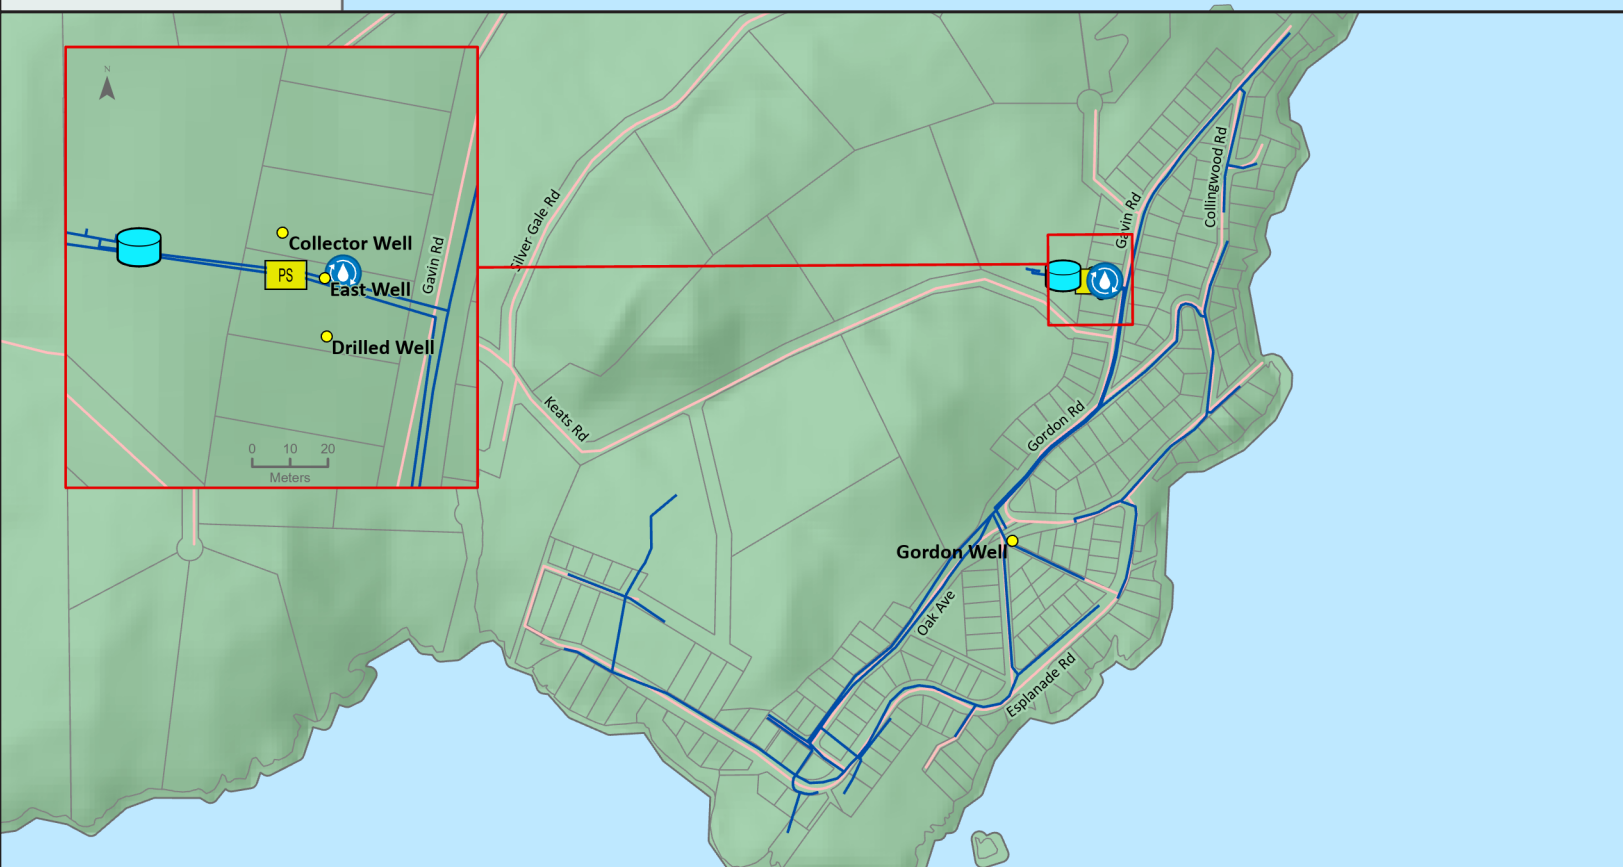 N
Collector Well
PS
East Well
Drilled Well
Gavin Rd
0 10 20
Meters
Silver Gale Rd
Keats Rd
Gavin Rd
Collingwood Rd
Gordon Rd
Gordon Well
Oak Ave
Esplanade Rd